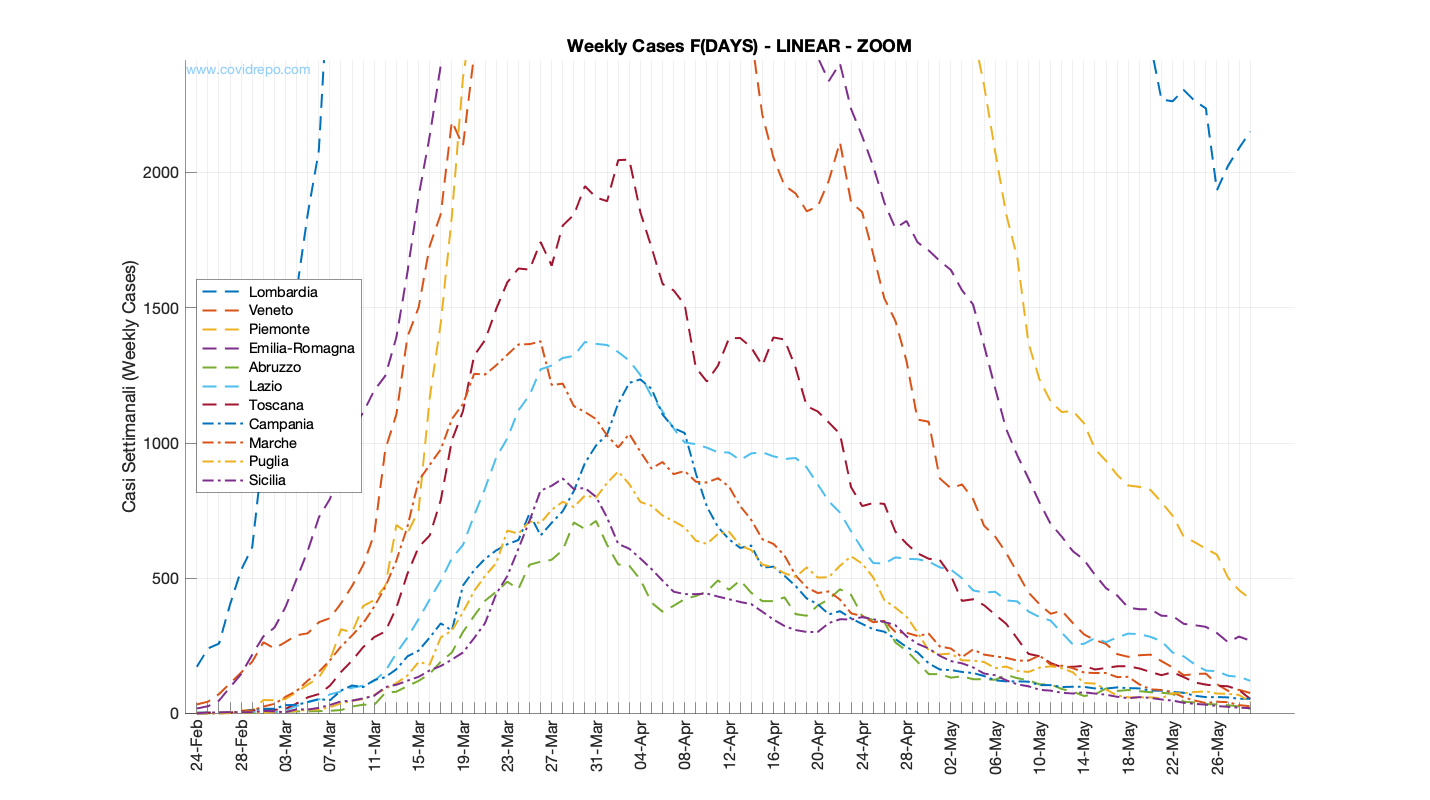 Weekly Cases F(DAYS) - LINEAR - ZOOM
www.covidrepo.com
Casi Settimanali (Weekly Cases)
2000
1500
1000
500
0
Lombardia
Veneto
Piemonte
Emilia-Romagna
Abruzzo
Lazio
Toscana
Campania
Marche
Puglia
Sicilia
24-Feb
28-Feb
03-Mar
07-Mar
11-Mar
15-Mar
19-Mar
23-Mar
27-Mar
31-Mar
04-Apr
08-Apr
12-Apr
16-Apr
20-Apr
24-Apr
28-Apr
02-May
06-May
10-May
14-May
18-May
22-May
26-May